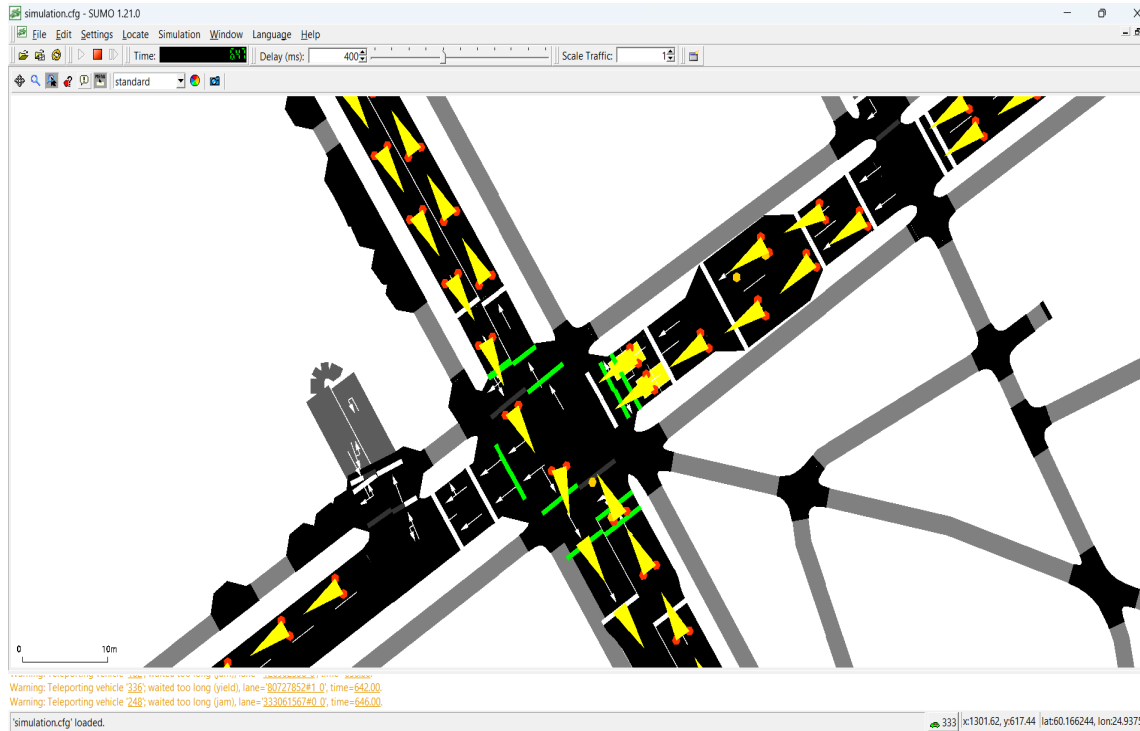 simulation.cfg - SUMO 1.21.0
File Edit Settings Locate Simulation Window Language Help
Time: 647 Delay (ms): 400 Scale Traffic: 1
standard
0 10m
Warning: Teleporting vehicle '336'; waited too long (yield), lane='80727852#1_0', time=642.00.
Warning: Teleporting vehicle '248'; waited too long (jam), lane='333061567#0_0', time=646.00.
'simulation.cfg' loaded.
333 x:1301.62, y:617.44 lat:60.166244, lon:24.9375